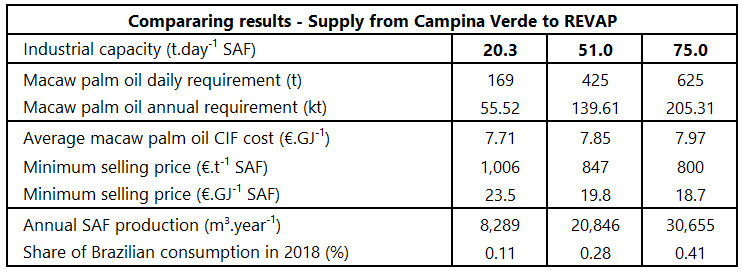 Compararing results - Supply from Campina Verde to REVAP
Industrial capacity (t.day⁻¹ SAF) 20.3 51.0 75.0
Macaw palm oil daily requirement (t) 169 425 625
Macaw palm oil annual requirement (kt) 55.52 139.61 205.31
Average macaw palm oil CIF cost (€.GJ⁻¹) 7.71 7.85 7.97
Minimum selling price (€.t⁻¹ SAF) 1,006 847 800
Minimum selling price (€.GJ⁻¹ SAF) 23.5 19.8 18.7
Annual SAF production (m³.year⁻¹) 8,289 20,846 30,655
Share of Brazilian consumption in 2018 (%) 0.11 0.28 0.41